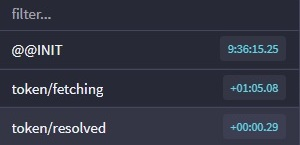 filter...
@@INIT 9:36:15.25
token/fetching +01:05.08
token/resolved +00:00.29